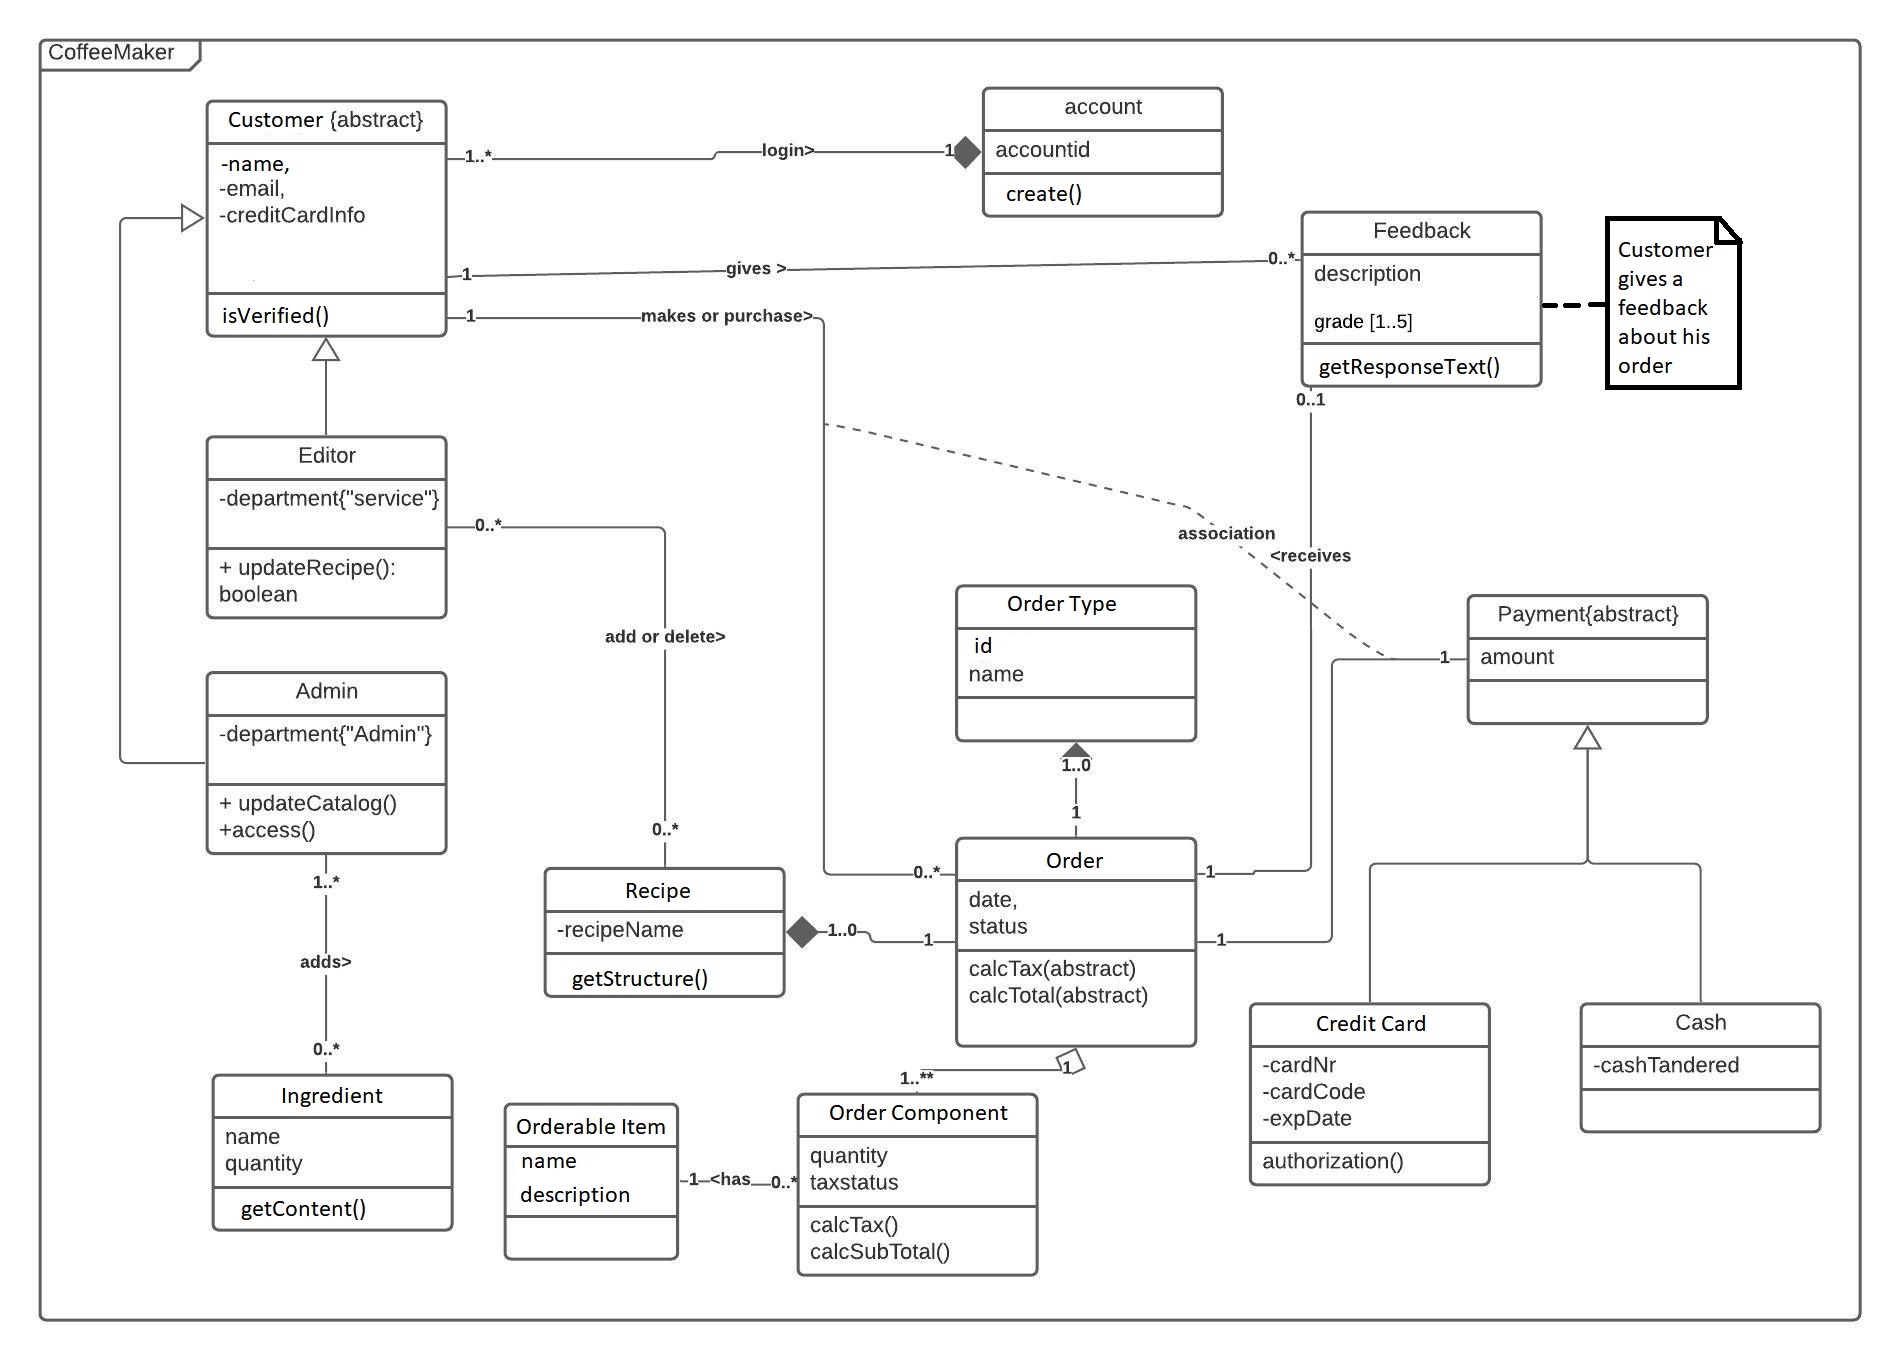 CoffeeMaker
Customer {abstract}
-name,
-email,
-creditCardInfo
isVerified()
1..*
login>
1
account
accountid
create()
1
gives >
0..*
Feedback
description
grade [1..5]
getResponseText()
Customer
gives a
feedback
about his
order
1
makes or purchase>
0..1
Editor
-department{"service"}
+ updateRecipe():
boolean
0..*
add or delete>
0..*
association
<receives
Order Type
id
name
1..0
1
Payment{abstract}
amount
1
Admin
-department{"Admin"}
+ updateCatalog()
+access()
1..*
adds>
0..*
Recipe
-recipeName
getStructure()
1..0
1
0..*
Order
date,
status
calcTax(abstract)
calcTotal(abstract)
1
1
1
1..**
Ingredient
name
quantity
getContent()
Orderable Item
name
description
1
<has
0..*
Order Component
quantity
taxstatus
calcTax()
calcSubTotal()
Credit Card
-cardNr
-cardCode
-expDate
authorization()
Cash
-cashTandered